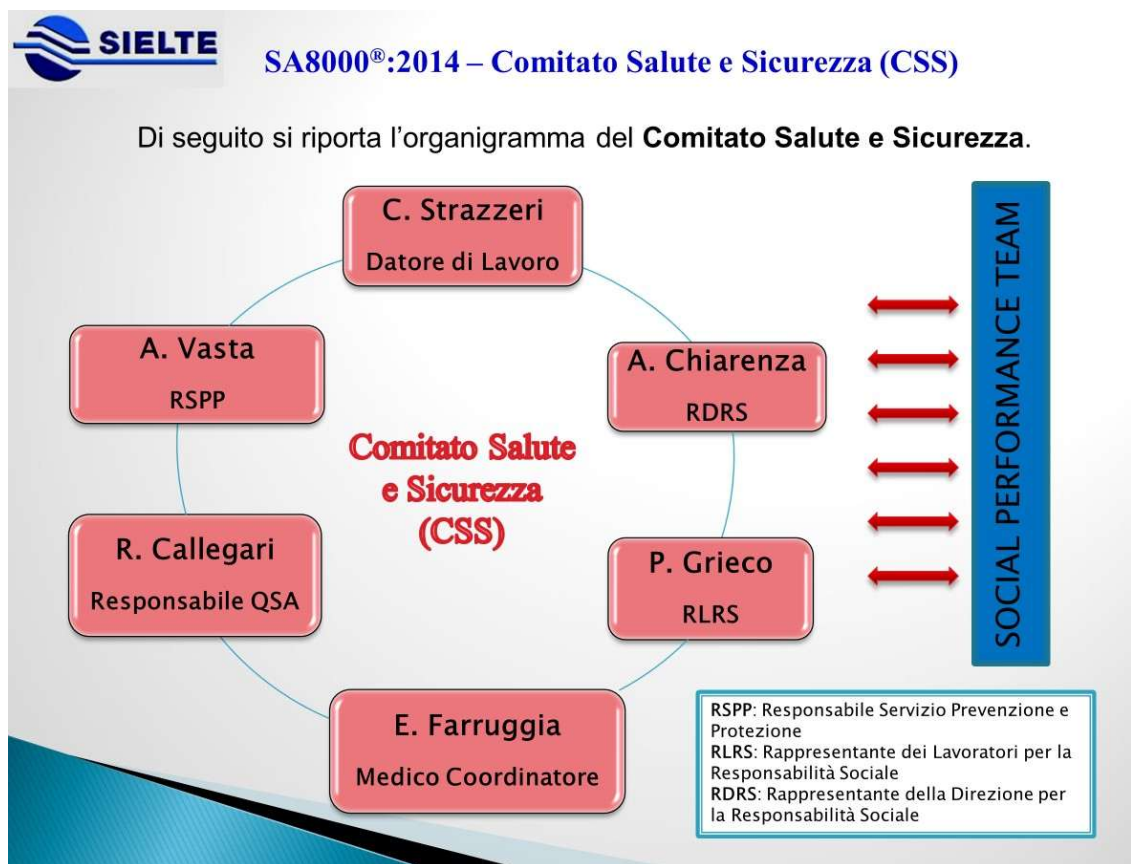 SIELTE
SA8000®:2014 – Comitato Salute e Sicurezza (CSS)
Di seguito si riporta l’organigramma del Comitato Salute e Sicurezza.
C. Strazzeri
Datore di Lavoro
A. Vasta
RSPP
A. Chiarenza
RDRS
Comitato Salute
e Sicurezza
(CSS)
R. Callegari
Responsabile QSA
P. Grieco
RLRS
E. Farruggia
Medico Coordinatore
SOCIAL PERFORMANCE TEAM
RSPP: Responsabile Servizio Prevenzione e
Protezione
RLRS: Rappresentante dei Lavoratori per la
Responsabilità Sociale
RDRS: Rappresentante della Direzione per
la Responsabilità Sociale